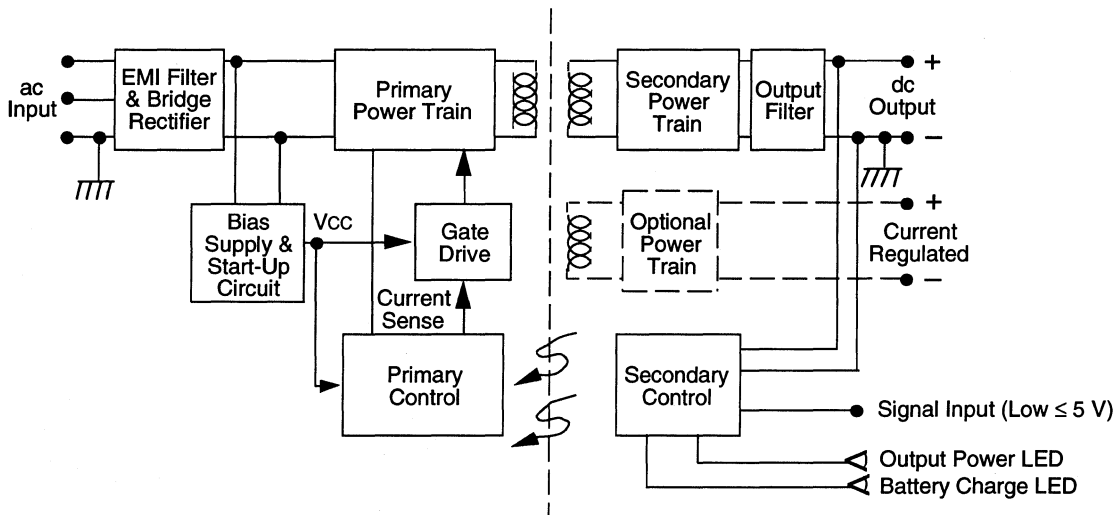 ac
Input
EMI Filter
& Bridge
Rectifier
Primary
Power Train
Secondary
Power
Train
Output
Filter
+
dc
Output
–
Bias
Supply &
Start-Up
Circuit
VCC
Gate
Drive
Optional
Power
Train
+
Current
Regulated
–
Current
Sense
Primary
Control
Secondary
Control
Signal Input (Low ≤ 5 V)
Output Power LED
Battery Charge LED